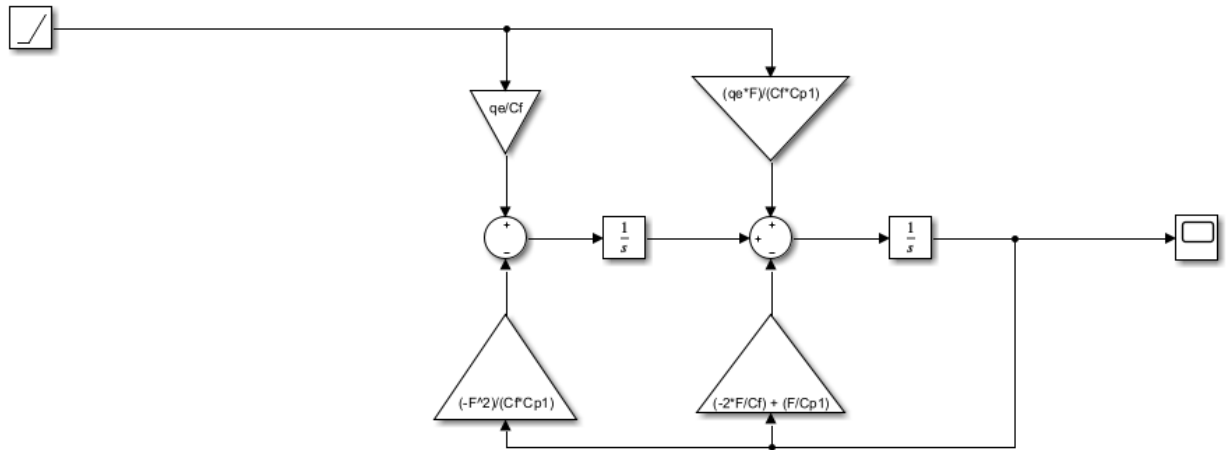 qe/Cf
(qe*F)/(Cf*Cp1)
+
-
1
s
+
+
-
1
s
(-F^2)/(Cf*Cp1)
(-2*F/Cf) + (F/Cp1)